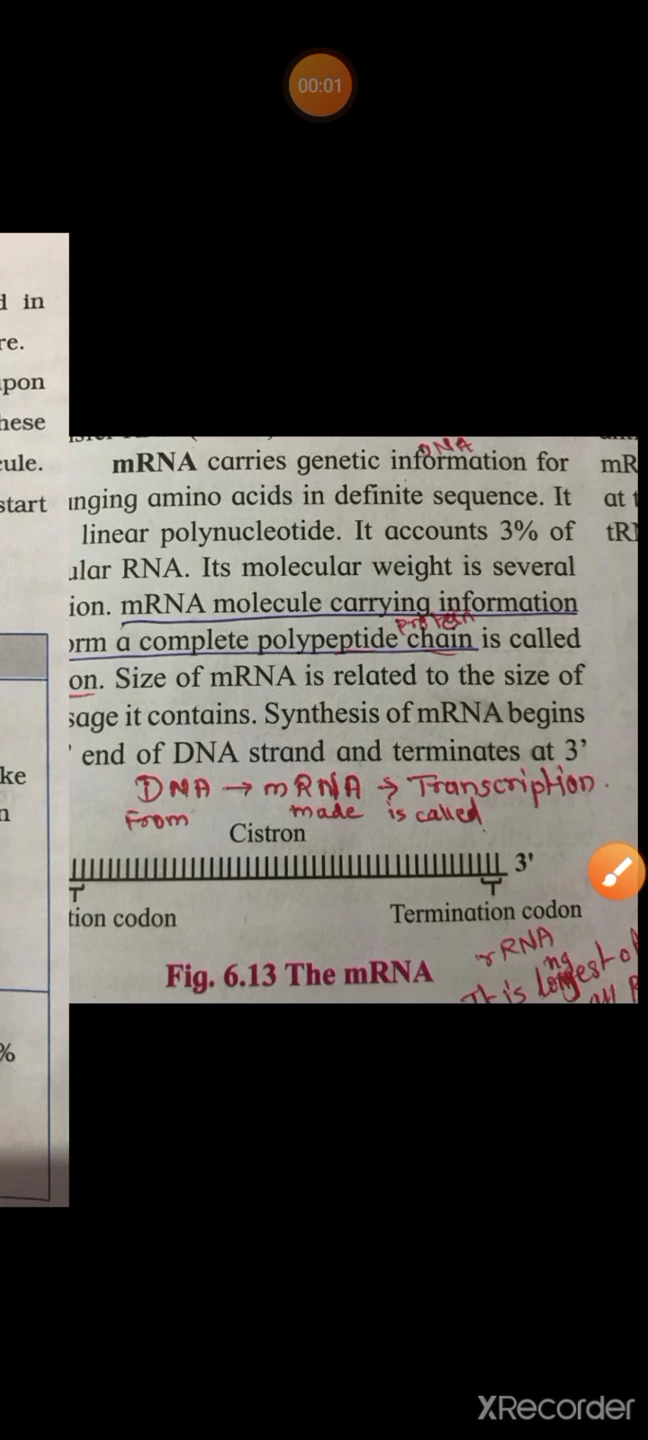 00:01
d in
re.
upon
hese
cule.
start
ke
n
%
DNA
mRNA carries genetic information for
anging amino acids in definite sequence. It
linear polynucleotide. It accounts 3% of
ular RNA. Its molecular weight is several
ion. mRNA molecule carrying information
protein
orm a complete polypeptide chain is called
on. Size of mRNA is related to the size of
sage it contains. Synthesis of mRNA begins
' end of DNA strand and terminates at 3’
DNA → mRNA → Transcription.
From made is called
Cistron
3'
tion codon Termination codon
Fig. 6.13 The mRNA
rRNA
It is longest of
all
mR
at t
tR
XRecorder